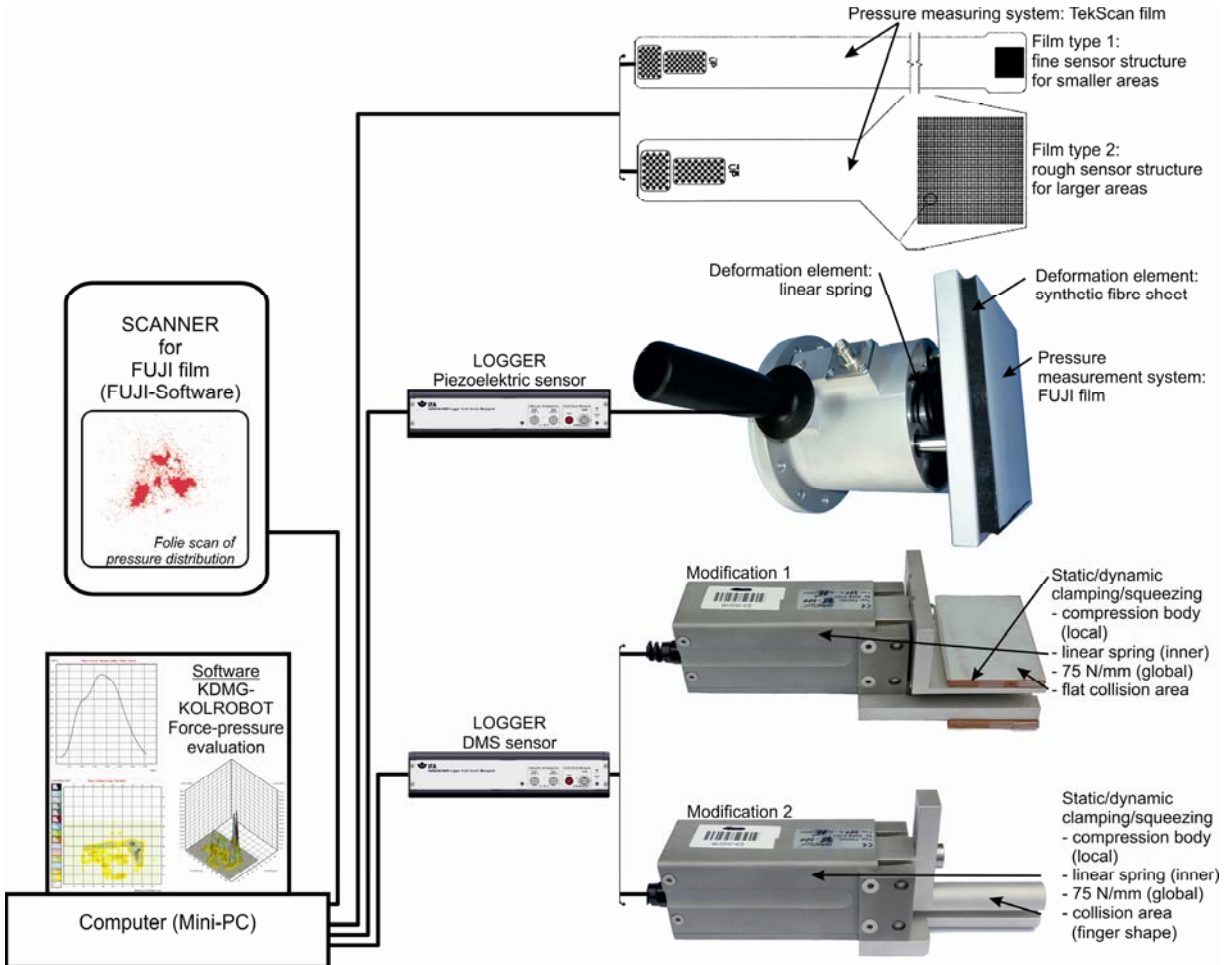 Pressure measuring system: TekScan film
Film type 1:
fine sensor structure
for smaller areas
UP
Film type 2:
rough sensor structure
for larger areas
UP
Deformation element:
linear spring
Deformation element:
synthetic fibre sheet
Pressure
measurement system:
FUJI film
SCANNER
for
FUJI film
(FUJI-Software)
Folie scan of
pressure distribution
LOGGER
Piezoelektric sensor
IFA
Modification 1
Static/dynamic
clamping/squeezing
- compression body
(local)
- linear spring (inner)
- 75 N/mm (global)
- flat collision area
Software
KDMG-
KOLROBOT
Force-pressure
evaluation
LOGGER
DMS sensor
IFA
Modification 2
Static/dynamic
clamping/squeezing
- compression body
(local)
- linear spring (inner)
- 75 N/mm (global)
- collision area
(finger shape)
Computer (Mini-PC)